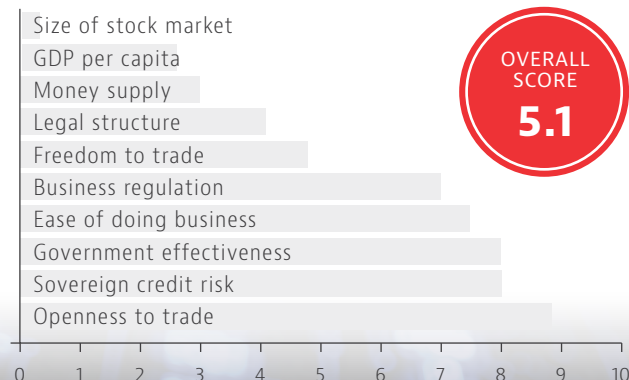 Size of stock market
GDP per capita
Money supply
Legal structure
Freedom to trade
Business regulation
Ease of doing business
Government effectiveness
Sovereign credit risk
Openness to trade
OVERALL
SCORE
5.1
0 1 2 3 4 5 6 7 8 9 10